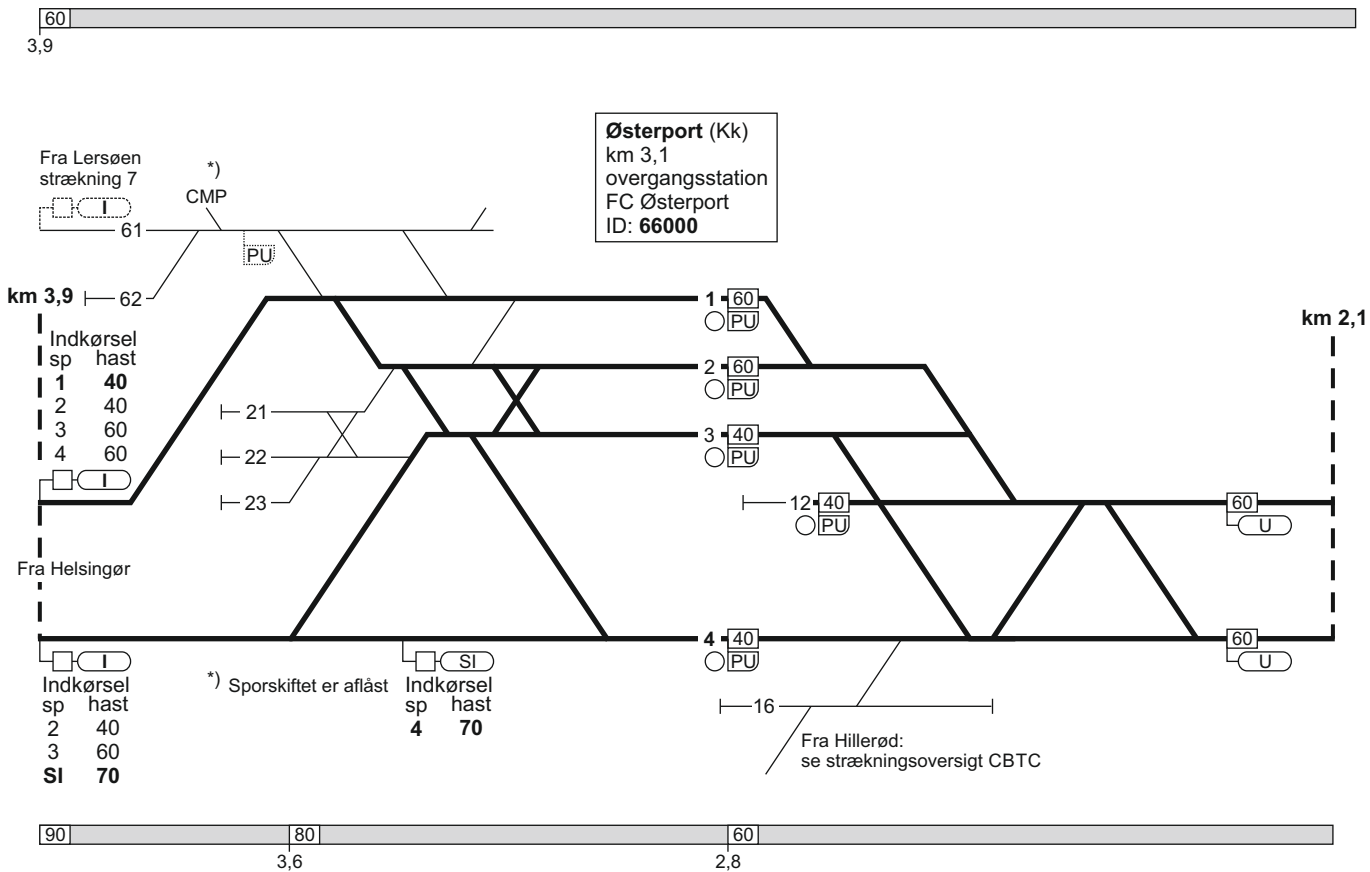 60
3,9
Østerport (Kk)
km 3,1
overgangsstation
FC Østerport
ID: 66000
Fra Lersøen
strækning 7
*)
CMP
I
61
PU
km 3,9
62
1
60
PU
km 2,1
Indkørsel
sp hast
1 40
2 40
3 60
4 60
I
2
60
PU
21
3
40
PU
22
23
12
40
PU
60
U
Fra Helsingør
4
40
PU
60
U
I
Indkørsel
sp hast
2 40
3 60
SI 70
*) Sporskiftet er aflåst
SI
Indkørsel
sp hast
4 70
16
Fra Hillerød:
se strækningsoversigt CBTC
90
80
60
3,6
2,8